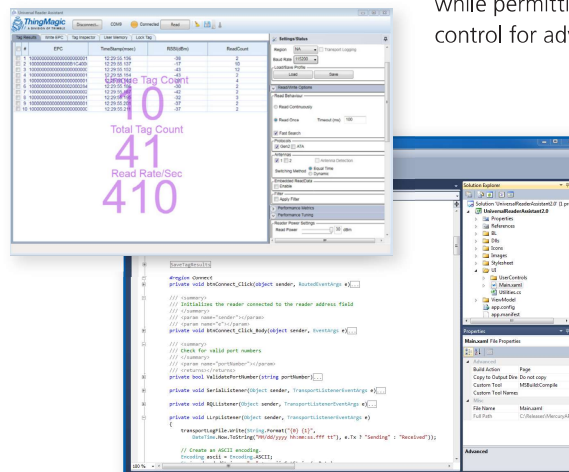 while permitti
control for adv
Universal Reader Assistant
ThingMagic
A DIVISION OF TRIMBLE
Disconnect... COM9 Connected Read
Tag Results Write EPC Tag Inspector User Memory Lock Tag
# EPC TimeStamp(msec) RSSI(dBm) ReadCount
Unique Tag Count
10
Total Tag Count
41
Read Rate/Sec
410
Settings/Status
Region NA Transport Logging
Baud Rate 115200
Load/Save Profile
Load Save
Read/Write Options
Read Behaviour
Read Continuously
Read Once Timeout (ms) 100
Fast Search
Protocols
Gen2 ATA
Antennas
1 2 Antenna Detection
Switching Method Equal Time
Dynamic
Embedded ReadData
Enable
Filter
Apply Filter
Performance Metrics
Performance Tuning
Reader Power Settings
Read Power 30 dBm
SaveTagResults
#region Connect
private void btnConnect_Click(object sender, RoutedEventArgs e)...
/// <summary>
/// Initializes the reader connected to the reader address field
/// </summary>
/// <param name="sender"></param>
/// <param name="e"></param>
private void btnConnect_Click_Body(object sender, EventArgs e)...
/// <summary>
/// Check for valid port numbers
/// </summary>
/// <param name="portNumber"></param>
/// <returns></returns>
private bool ValidatePortNumber(string portNumber)...
private void SerialListener(Object sender, TransportListenerEventArgs e)...
private void RQLListener(Object sender, TransportListenerEventArgs e)...
private void LLrpListener(Object sender, TransportListenerEventArgs e)
{
transportLogFile.Write(String.Format("{0} {1}",
DateTime.Now.ToString("MM/dd/yyyy hh:mm:ss.fff tt"), e.Tx ? "Sending" : "Received"));
// Create an ASCII encoding.
Encoding ascii = Encoding.ASCII;
100 %
Solution Explorer
Solution 'UniversalReaderAssistant2.0' (1 pr
UniversalReaderAssistant2.0
Properties
References
BL
Dlls
Icons
Images
Stylesheet
UI
UserControls
Main.xaml
Utilities.cs
ViewModel
app.config
app.manifest
Properties
Main.xaml File Properties
Advanced
Build Action Page
Copy to Output Dire Do not copy
Custom Tool MSBuild:Compile
Custom Tool Names
Misc
File Name Main.xaml
Full Path C:\Release\MercuryAP
Advanced